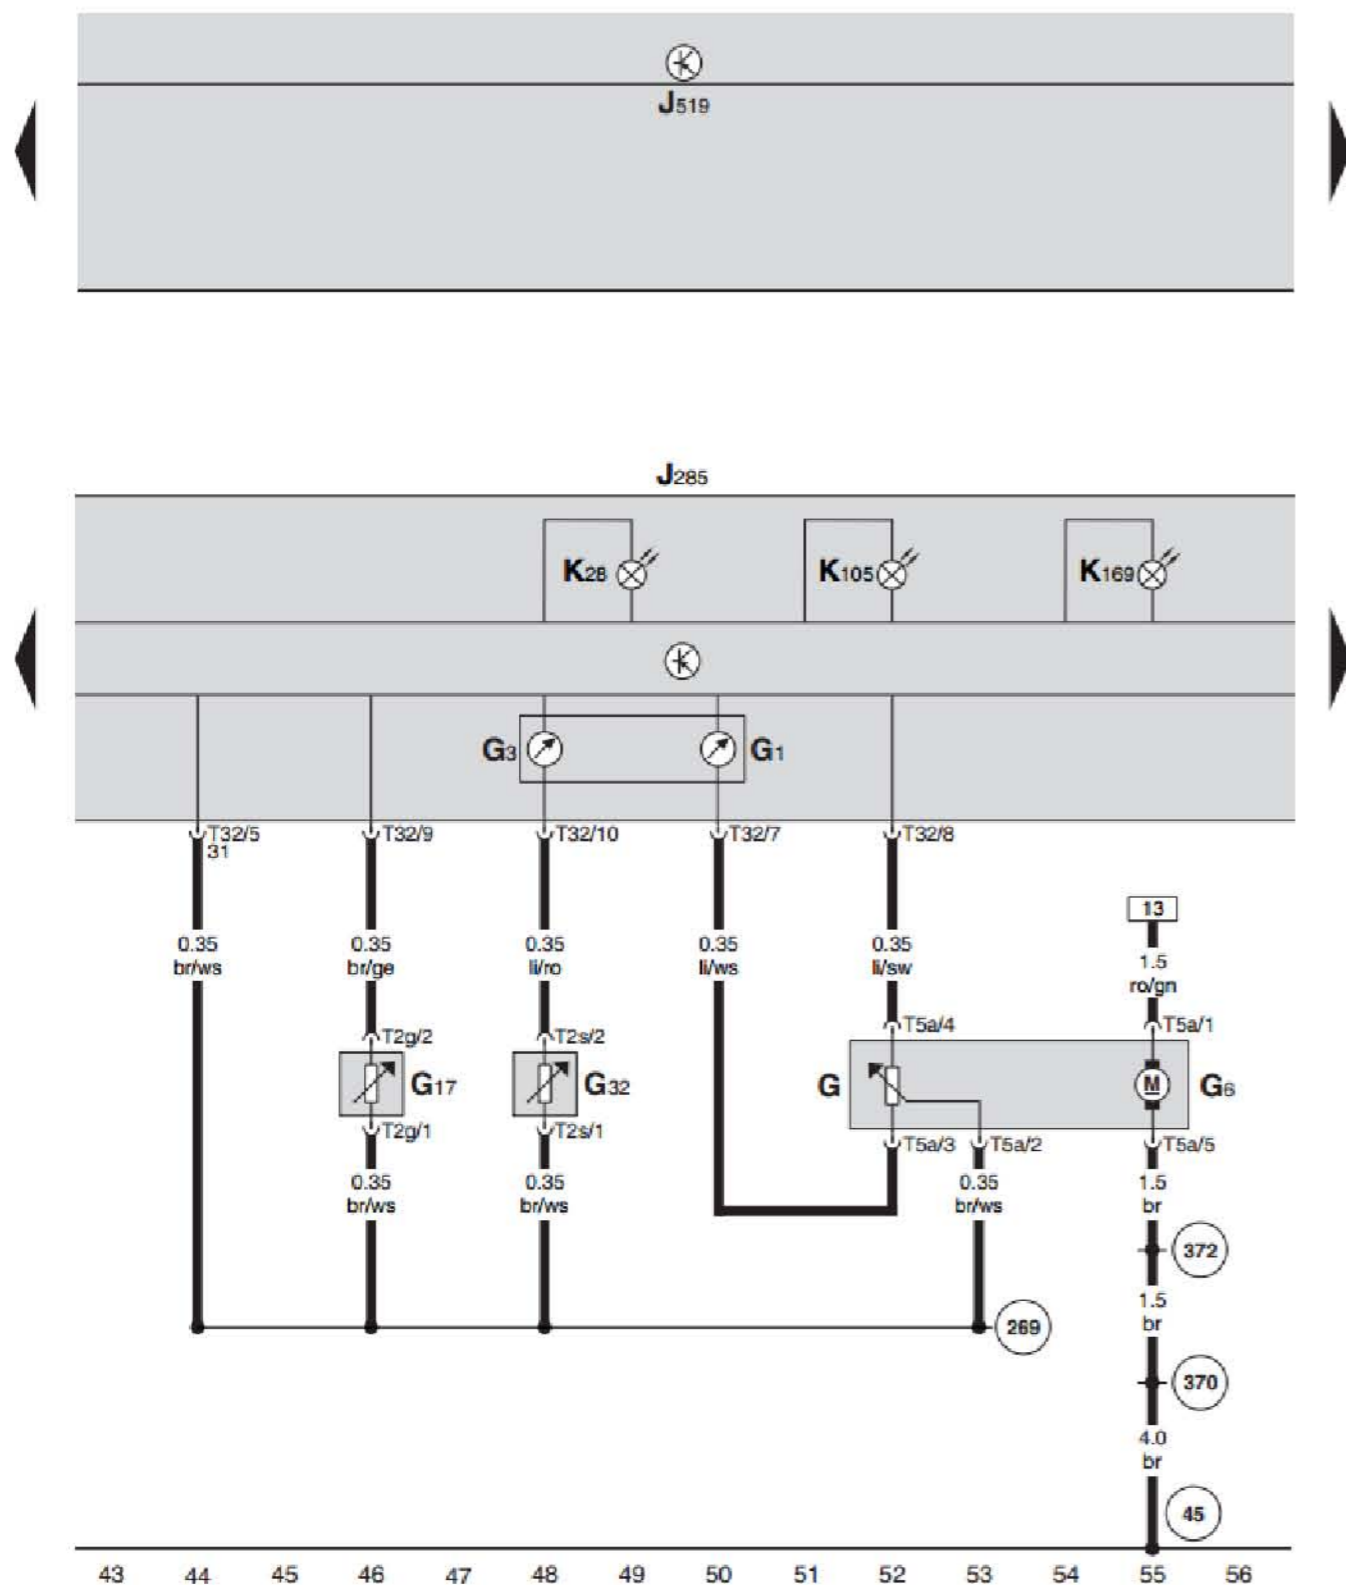 J519
J285
K28
K105
K169
G3
G1
T32/5
31
T32/9
T32/10
T32/7
T32/8
13
0.35
br/ws
0.35
br/ge
0.35
li/ro
0.35
li/ws
0.35
li/sw
1.5
ro/gn
T2g/2
T2s/2
T5a/4
T5a/1
G17
G32
G
M
G6
T2g/1
T2s/1
T5a/3
T5a/2
T5a/5
0.35
br/ws
0.35
br/ws
0.35
br/ws
1.5
br
372
1.5
br
269
370
4.0
br
45
43 44 45 46 47 48 49 50 51 52 53 54 55 56